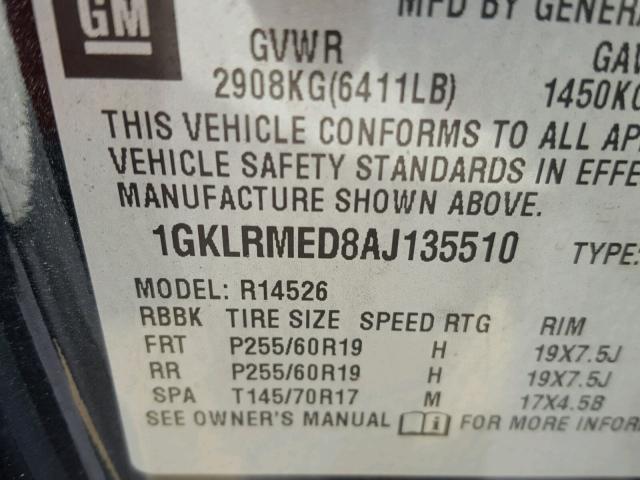 GM
MFD BY GENERA
GVWR GAW
2908KG(6411LB) 1450KG
THIS VEHICLE CONFORMS TO ALL AP
VEHICLE SAFETY STANDARDS IN EFFE
MANUFACTURE SHOWN ABOVE.
1GKLRMED8AJ135510 TYPE:
MODEL: R14526
RBBK TIRE SIZE SPEED RTG RIM
FRT P255/60R19 H 19X7.5J
RR P255/60R19 H 19X7.5J
SPA T145/70R17 M 17X4.5B
SEE OWNER'S MANUAL FOR MORE INFOR